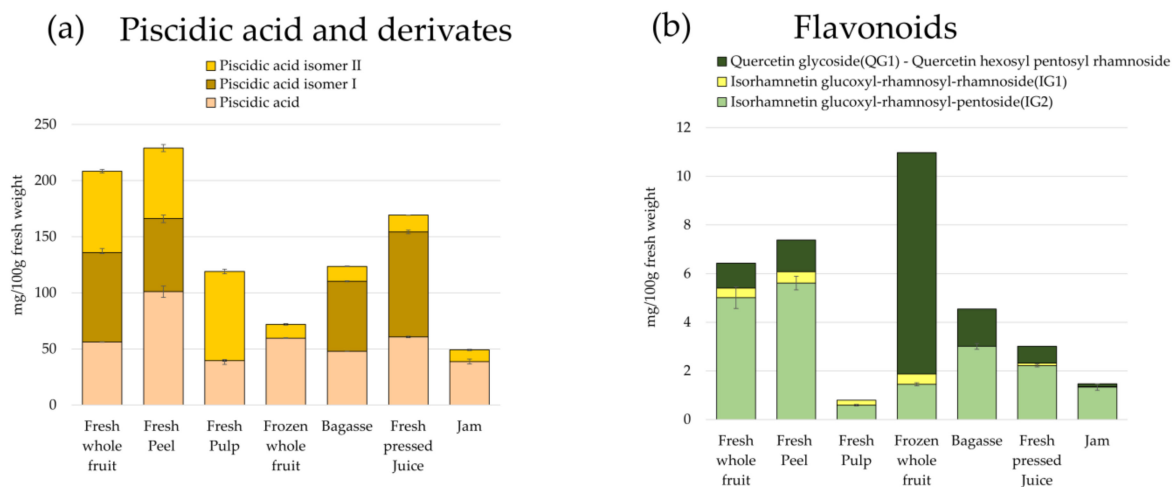 (a) Piscidic acid and derivates
Piscidic acid isomer II
Piscidic acid isomer I
Piscidic acid
mg/100g fresh weight
250
200
150
100
50
0
Fresh whole fruit
Fresh Peel
Fresh Pulp
Frozen whole fruit
Bagasse
Fresh pressed Juice
Jam
(b) Flavonoids
Quercetin glycoside(QG1) - Quercetin hexosyl pentosyl rhamnoside
Isorhamnetin glucoxyl-rhamnosyl-rhamnoside(IG1)
Isorhamnetin glucoxyl-rhamnosyl-pentoside(IG2)
mg/100g fresh weight
12
10
8
6
4
2
0
Fresh whole fruit
Fresh Peel
Fresh Pulp
Frozen whole fruit
Bagasse
Fresh pressed Juice
Jam